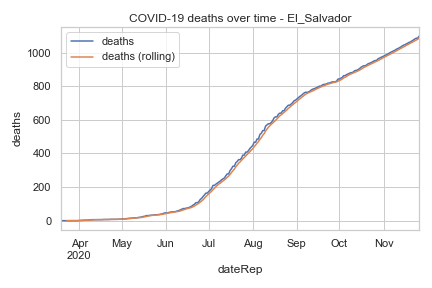 COVID-19 deaths over time - El_Salvador
deaths
deaths (rolling)
1000
800
600
400
200
0
deaths
Apr
2020
May
Jun
Jul
Aug
Sep
Oct
Nov
dateRep